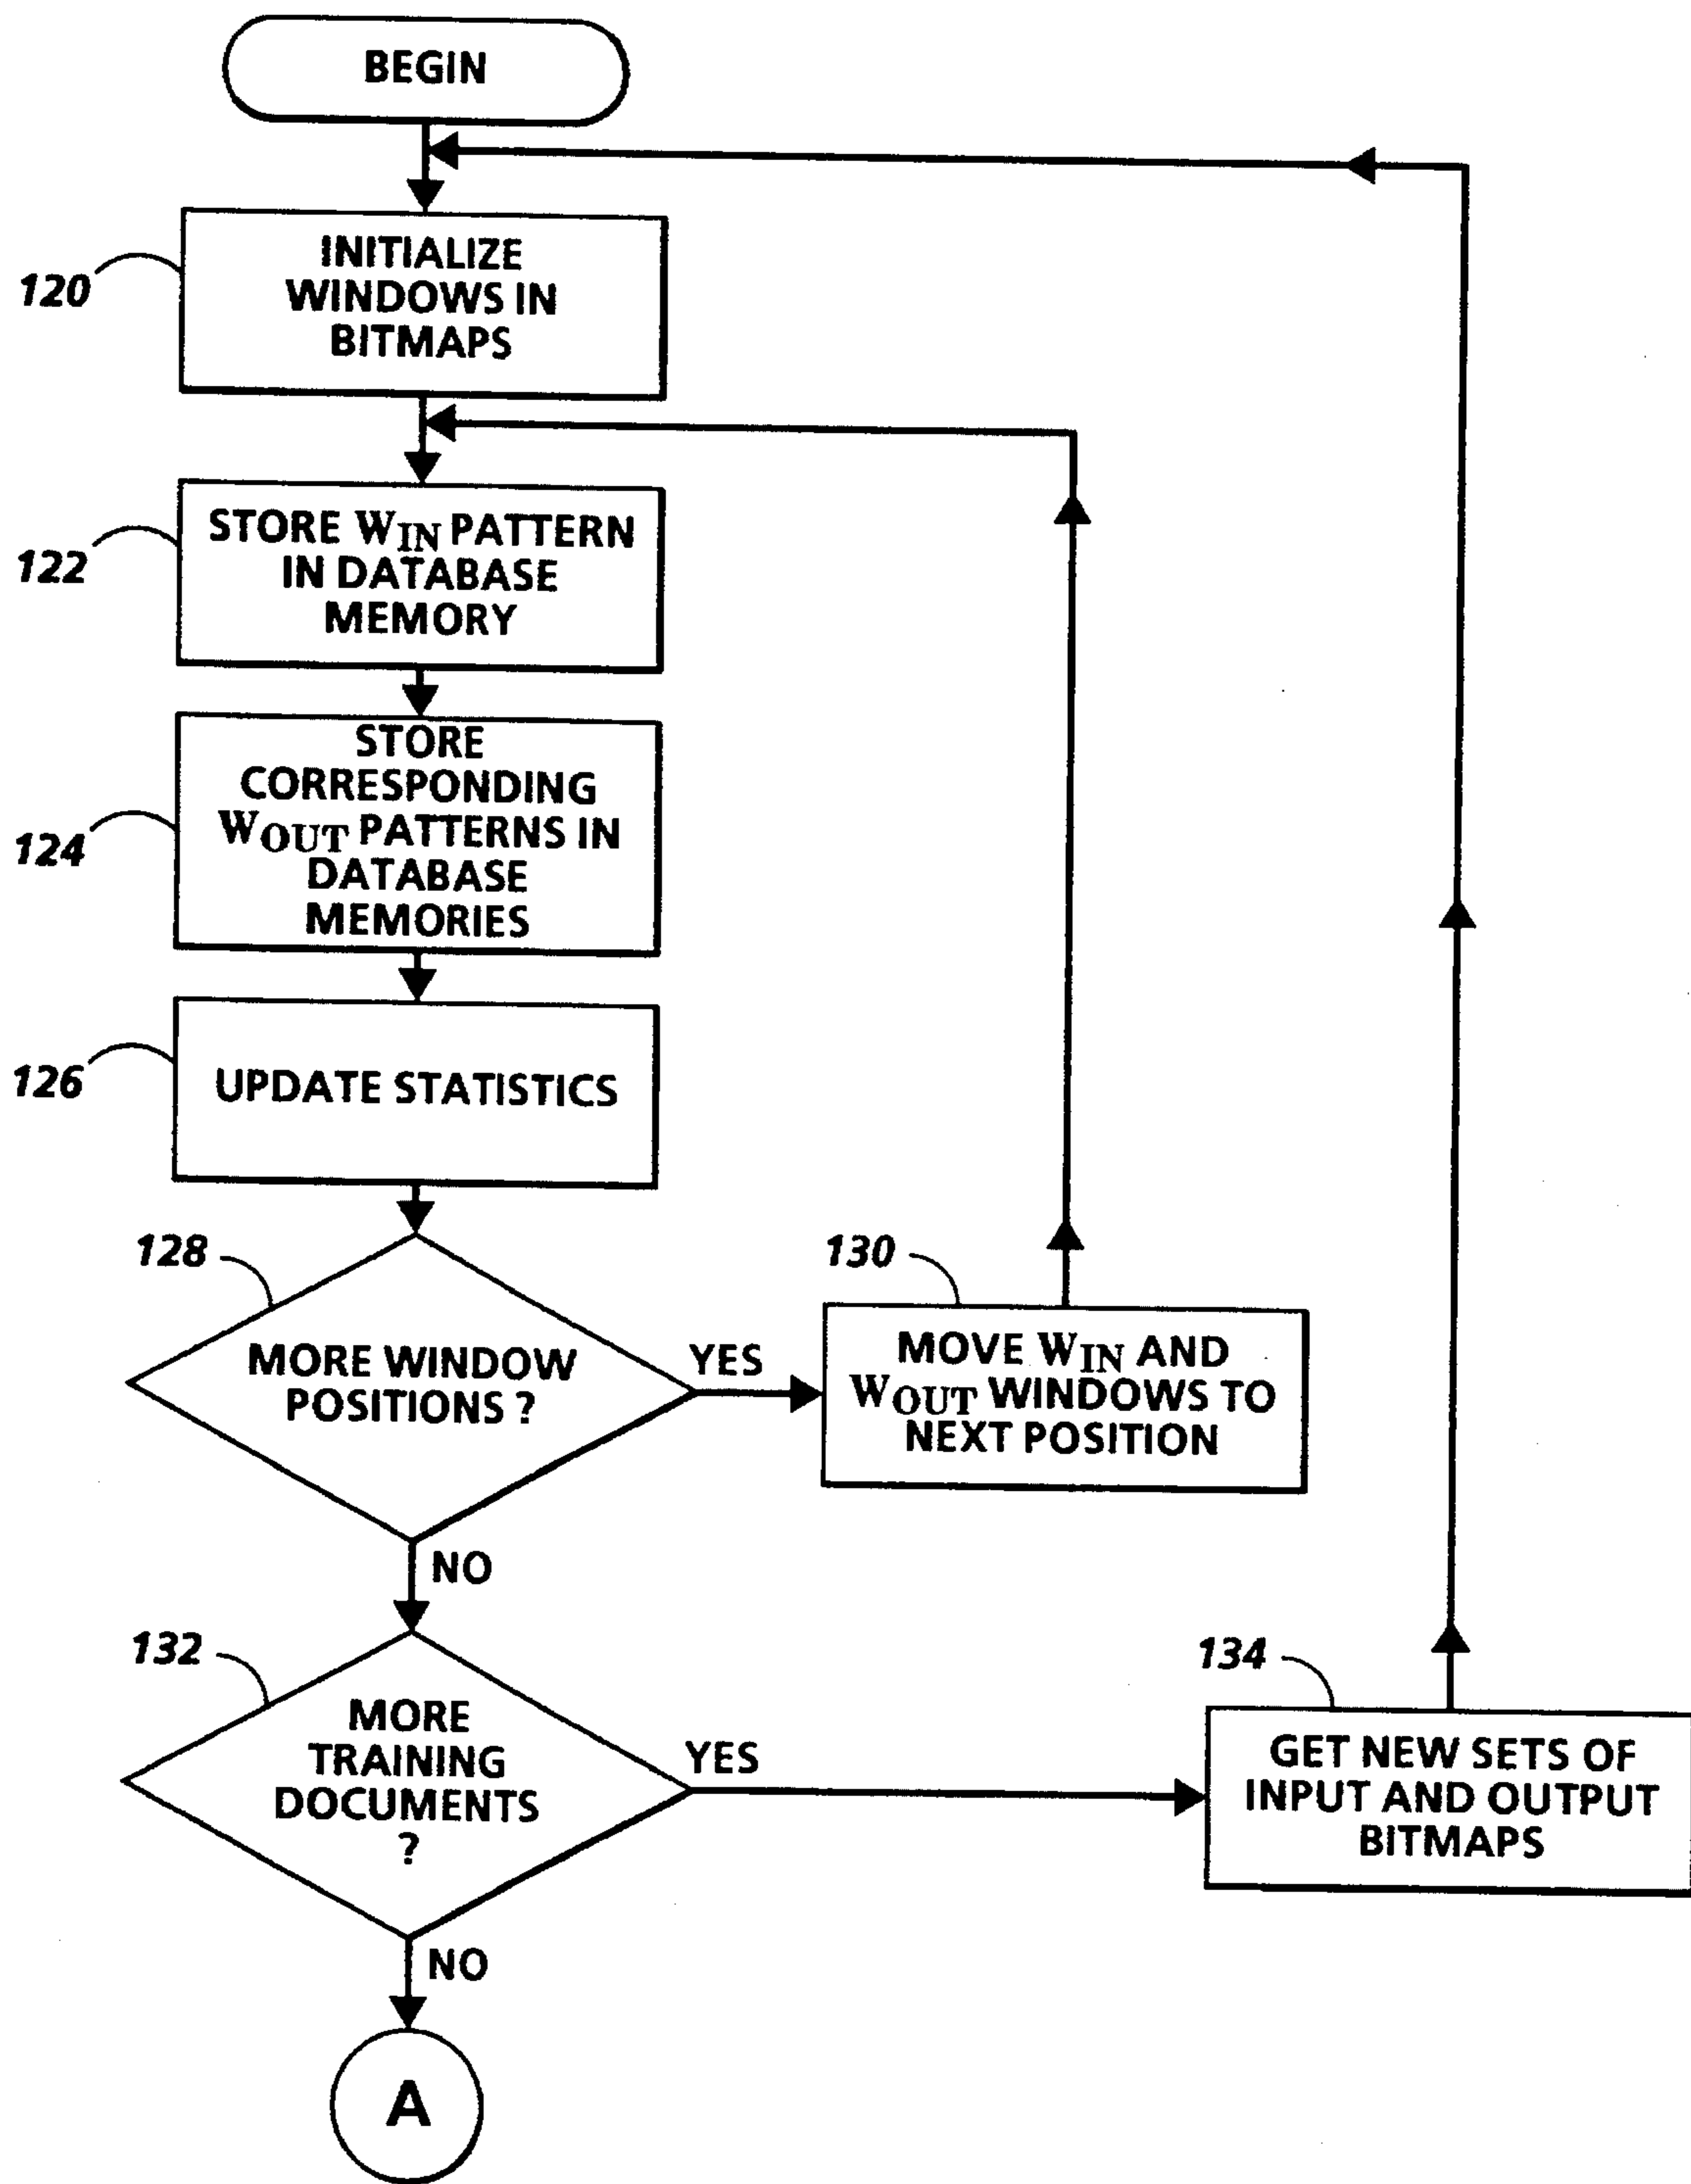 BEGIN
INITIALIZE
WINDOWS IN
BITMAPS
120
STORE WIN PATTERN
IN DATABASE
MEMORY
122
STORE
CORRESPONDING
WOUT PATTERNS IN
DATABASE
MEMORIES
124
UPDATE STATISTICS
126
128
MORE WINDOW
POSITIONS ?
YES
130
MOVE WIN AND
WOUT WINDOWS TO
NEXT POSITION
NO
132
MORE
TRAINING
DOCUMENTS
?
YES
134
GET NEW SETS OF
INPUT AND OUTPUT
BITMAPS
NO
A